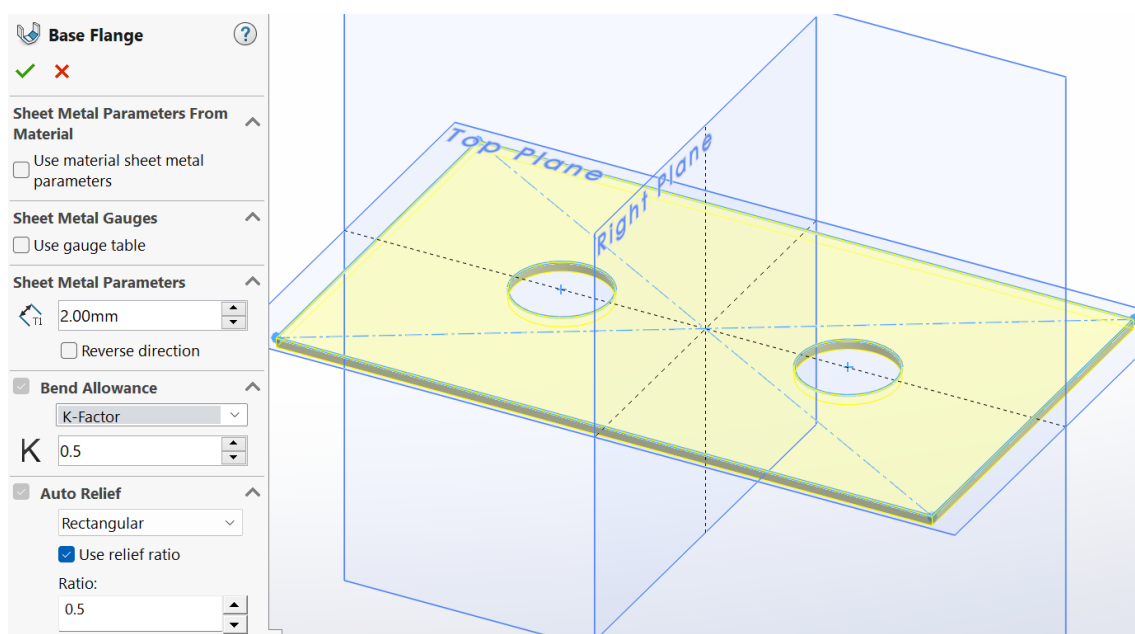 Base Flange
?
Sheet Metal Parameters From
Material
Use material sheet metal
parameters
Sheet Metal Gauges
Use gauge table
Sheet Metal Parameters
T1
2.00mm
Reverse direction
Bend Allowance
K-Factor
K
0.5
Auto Relief
Rectangular
Use relief ratio
Ratio:
0.5
Top Plane
Right Plane